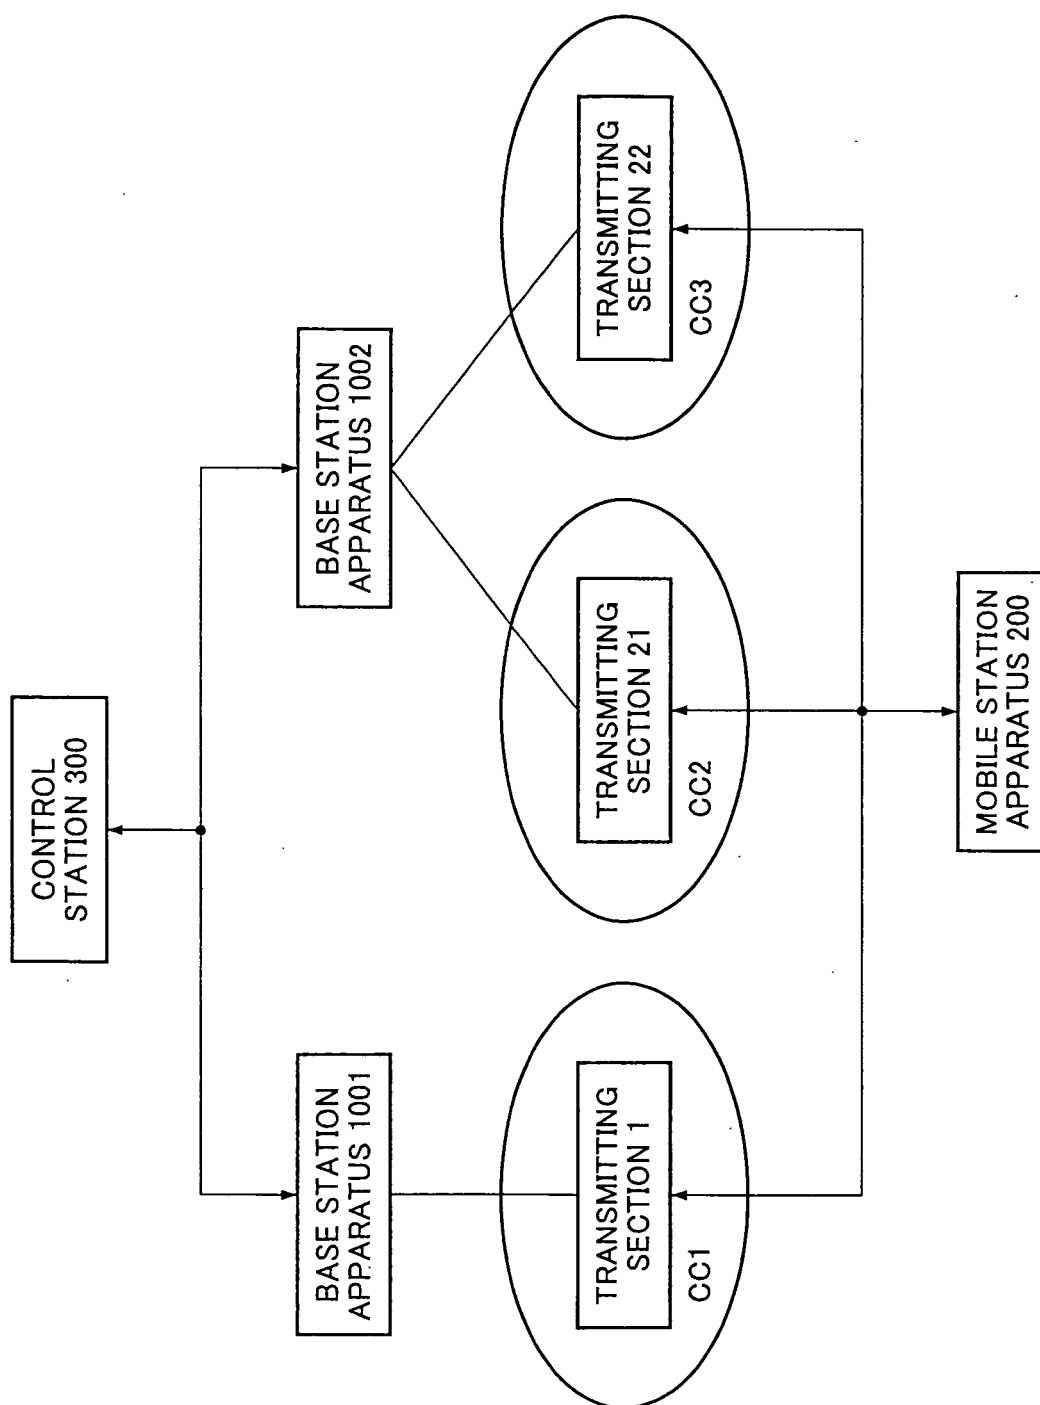 CONTROL
STATION 300
BASE STATION
APPARATUS 1001
BASE STATION
APPARATUS 1002
TRANSMITTING
SECTION 1
CC1
TRANSMITTING
SECTION 21
CC2
TRANSMITTING
SECTION 22
CC3
MOBILE STATION
APPARATUS 200